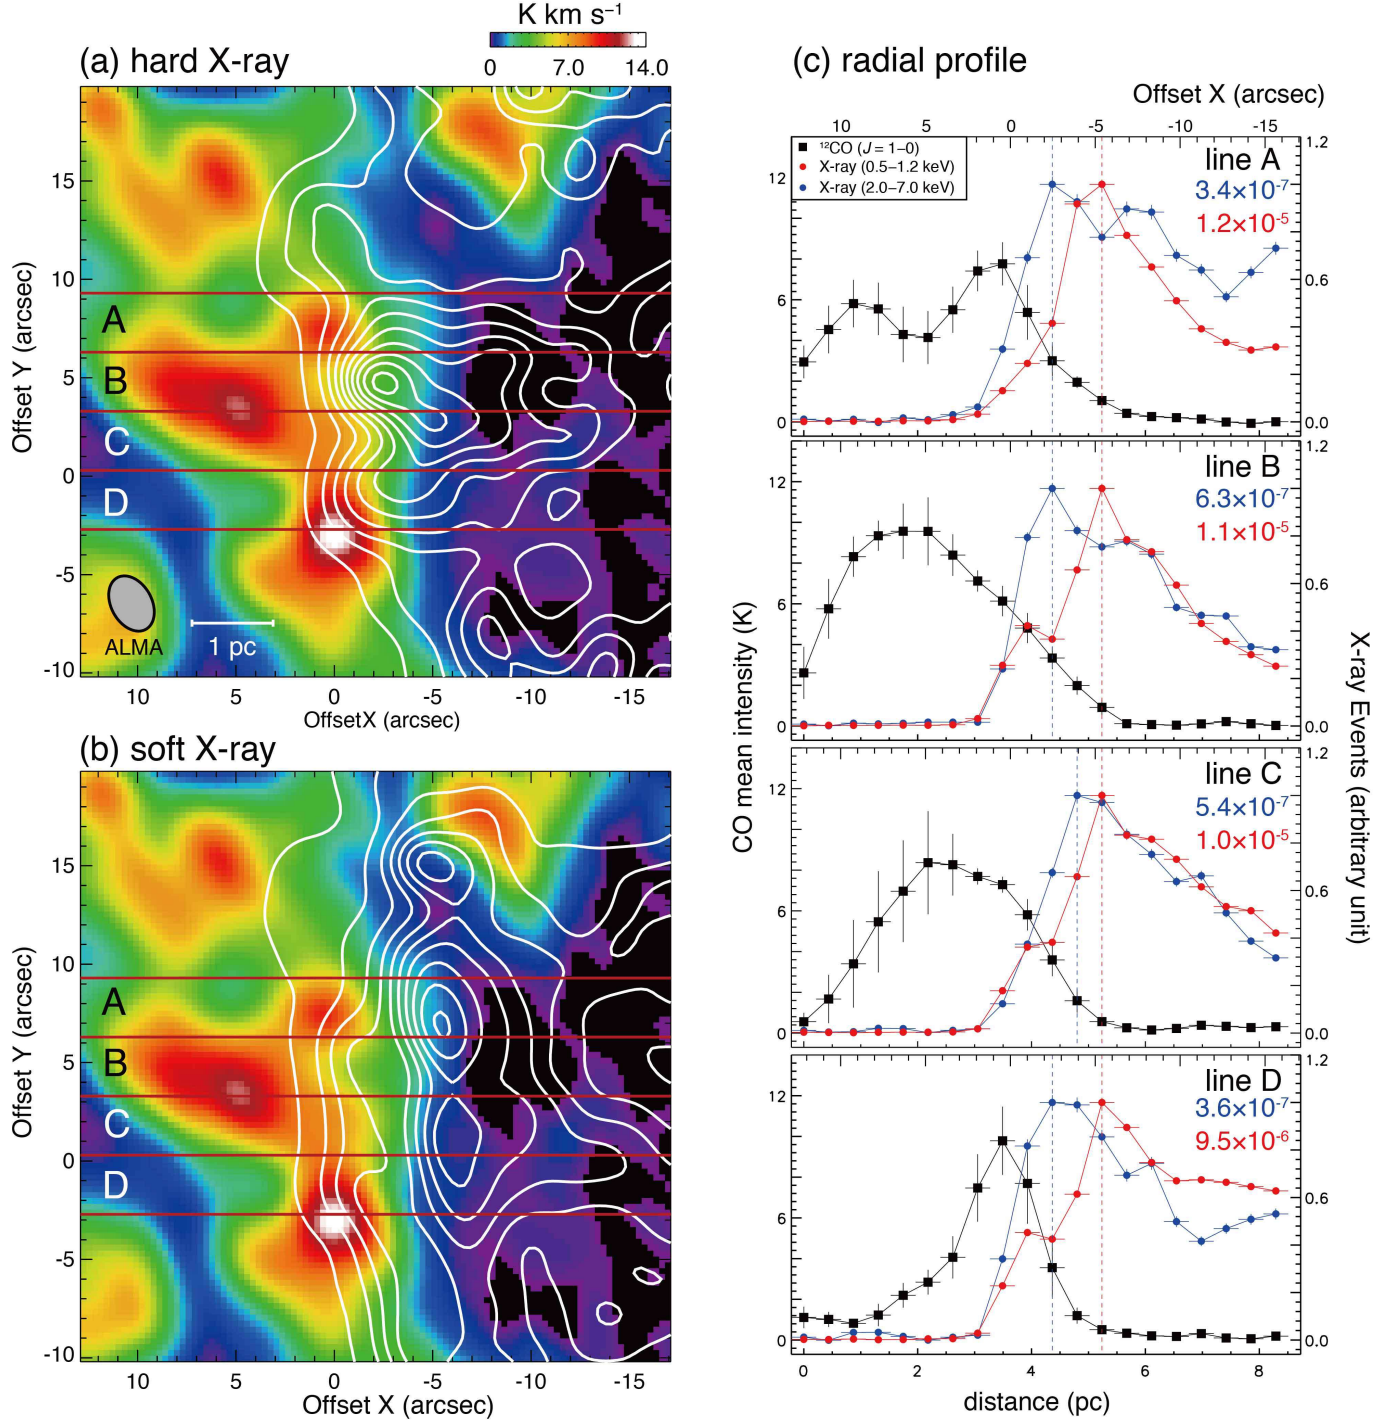 K km s⁻¹
(a) hard X-ray
0 7.0 14.0
15
10
5
0
-5
-10
Offset Y (arcsec)
A
B
C
D
ALMA
1 pc
10 5 0 -5 -10 -15
OffsetX (arcsec)
(b) soft X-ray
15
10
5
0
-5
-10
Offset Y (arcsec)
A
B
C
D
10 5 0 -5 -10 -15
Offset X (arcsec)
(c) radial profile
Offset X (arcsec)
10 5 0 -5 -10 -15
¹²CO (J = 1–0)
X-ray (0.5–1.2 keV)
X-ray (2.0–7.0 keV)
line A
3.4×10⁻⁷
1.2×10⁻⁵
12
6
0
1.2
0.6
0.0
line B
6.3×10⁻⁷
1.1×10⁻⁵
12
6
0
1.2
0.6
0.0
CO mean intensity (K)
X-ray Events (arbitrary unit)
line C
5.4×10⁻⁷
1.0×10⁻⁵
12
6
0
1.2
0.6
0.0
line D
3.6×10⁻⁷
9.5×10⁻⁶
12
6
0
1.2
0.6
0.0
0 2 4 6 8
distance (pc)